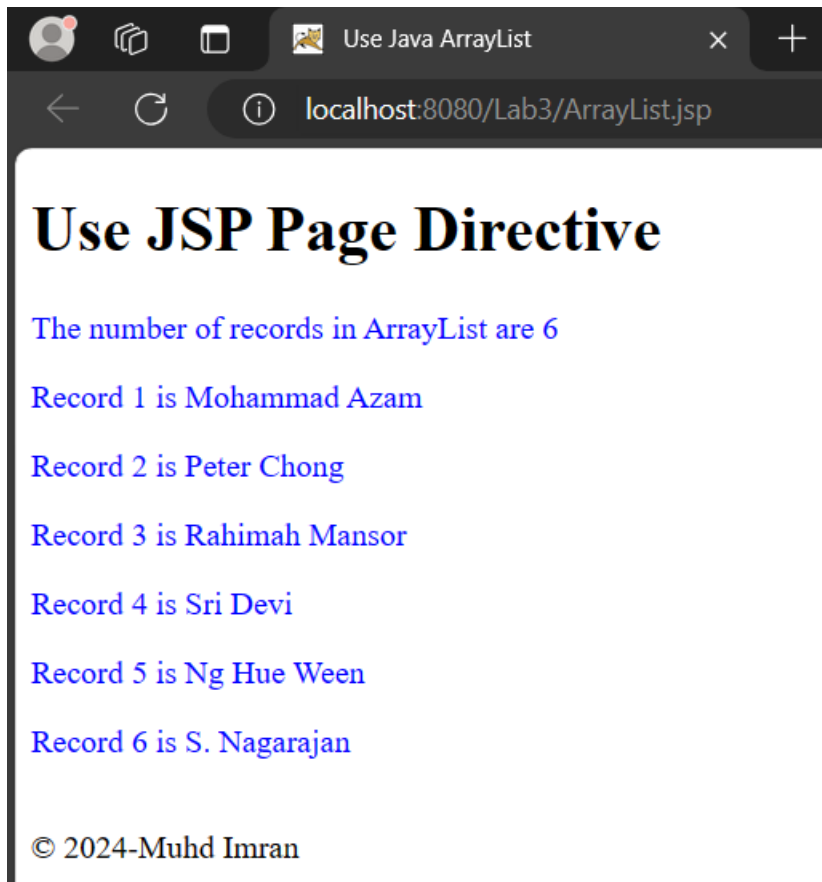 Use Java ArrayList
localhost:8080/Lab3/ArrayList.jsp
Use JSP Page Directive
The number of records in ArrayList are 6
Record 1 is Mohammad Azam
Record 2 is Peter Chong
Record 3 is Rahimah Mansor
Record 4 is Sri Devi
Record 5 is Ng Hue Ween
Record 6 is S. Nagarajan
© 2024-Muhd Imran